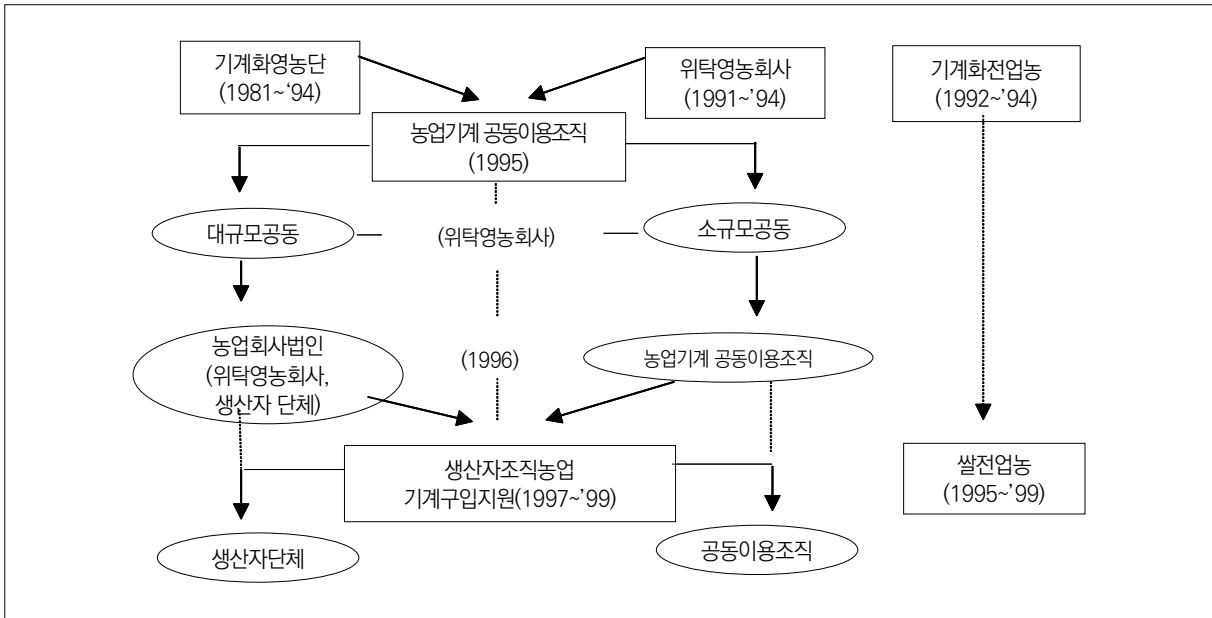 기계화영농단
(1981~‘94)
위탁영농회사
(1991~’94)
기계화전업농
(1992~’94)
농업기계 공동이용조직
(1995)
대규모공동
(위탁영농회사)
소규모공동
농업회사법인
(위탁영농회사,
생산자 단체)
(1996)
농업기계 공동이용조직
생산자조직농업
기계구입지원(1997~’99)
쌀전업농
(1995~’99)
생산자단체
공동이용조직